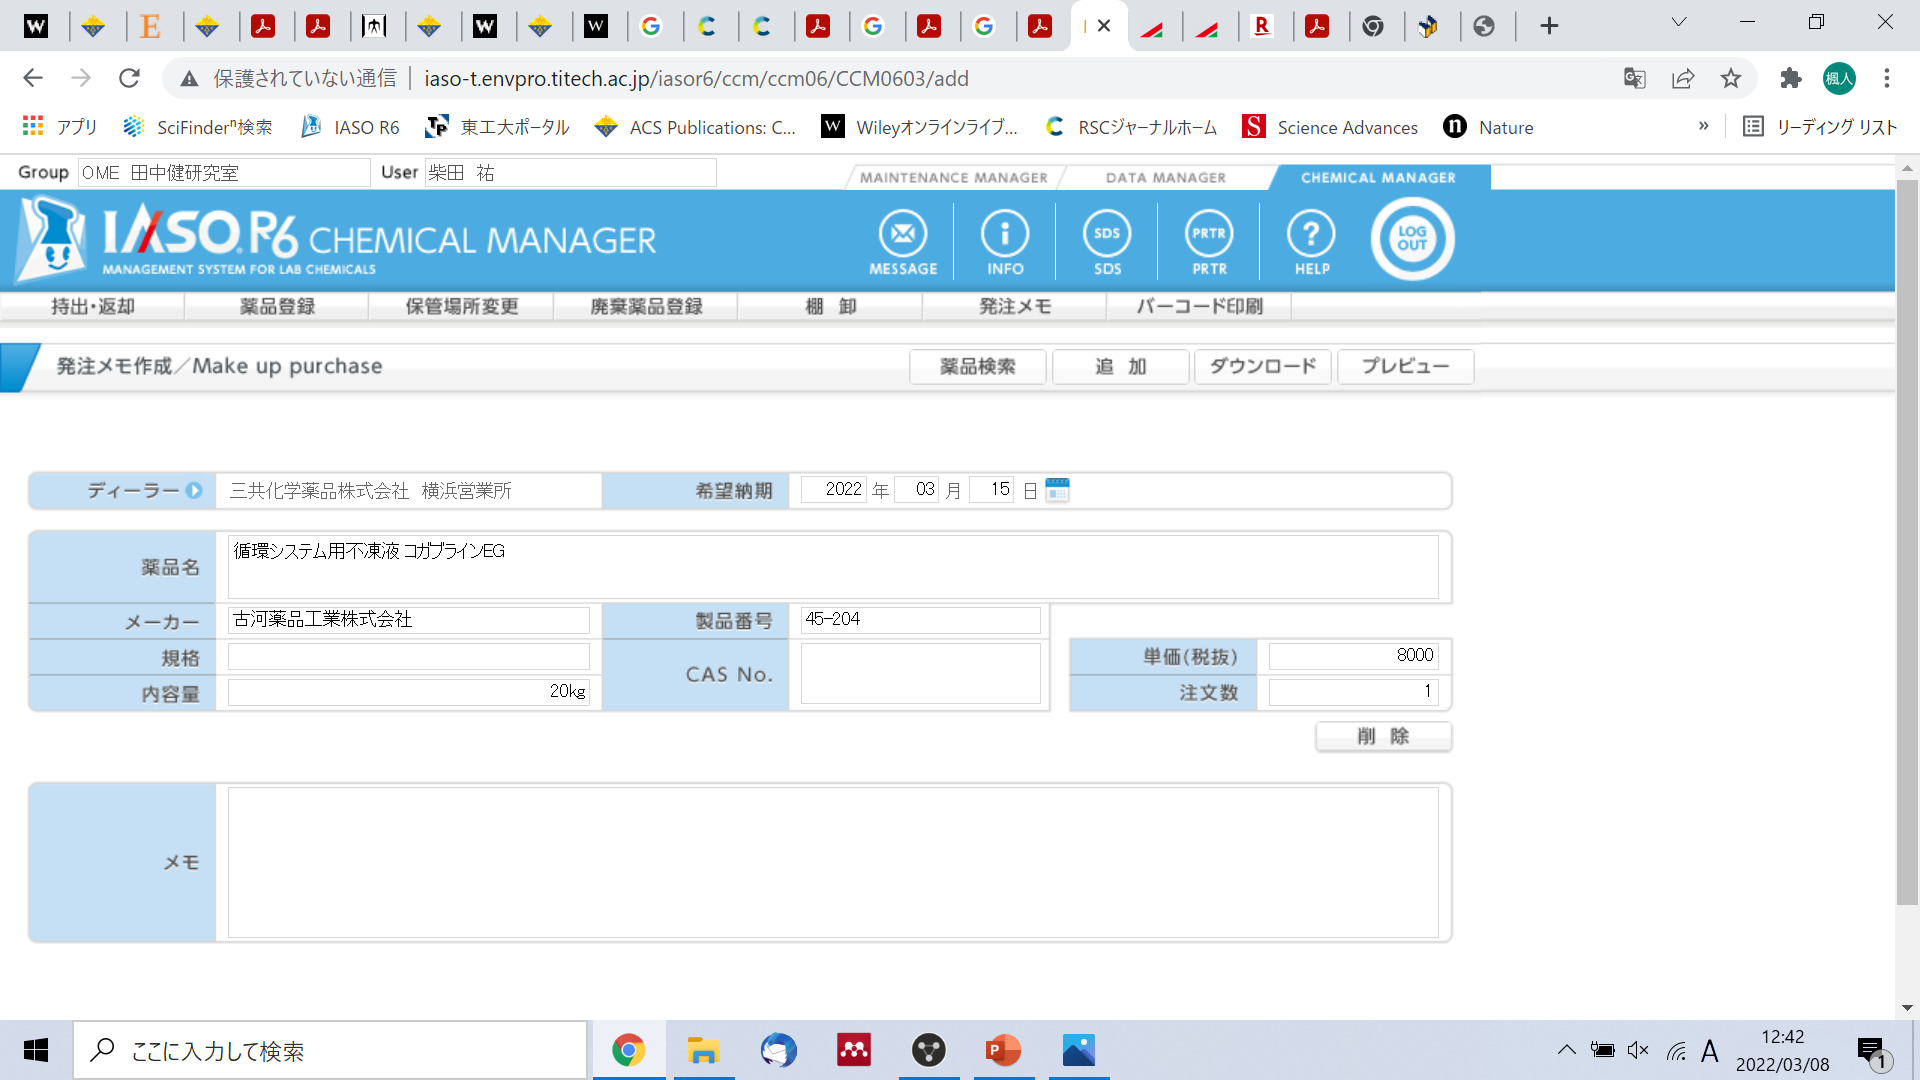 保護されていない通信
iaso-t.envpro.titech.ac.jp/iasor6/ccm/ccm06/CCM0603/add
楓人
アプリ
SciFinderⁿ検索
IASO R6
東工大ポータル
ACS Publications: C...
Wileyオンラインライブ...
RSCジャーナルホーム
Science Advances
Nature
»
リーディング リスト
Group OME 田中健研究室 User 柴田 祐
MAINTENANCE MANAGER
DATA MANAGER
CHEMICAL MANAGER
IASO R6 CHEMICAL MANAGER
MANAGEMENT SYSTEM FOR LAB CHEMICALS
MESSAGE
INFO
SDS
SDS
PRTR
PRTR
HELP
LOG OUT
持出・返却
薬品登録
保管場所変更
廃棄薬品登録
棚 卸
発注メモ
バーコード印刷
発注メモ作成／Make up purchase
薬品検索
追 加
ダウンロード
プレビュー
ディーラー 三共化学薬品株式会社 横浜営業所
希望納期 2022 年 03 月 15 日
薬品名 循環システム用不凍液 コガブラインEG
メーカー 古河薬品工業株式会社
製品番号 45-204
規格
CAS No.
単価(税抜) 8000
内容量 20kg
注文数 1
削 除
メモ
ここに入力して検索
A
12:42
2022/03/08
1